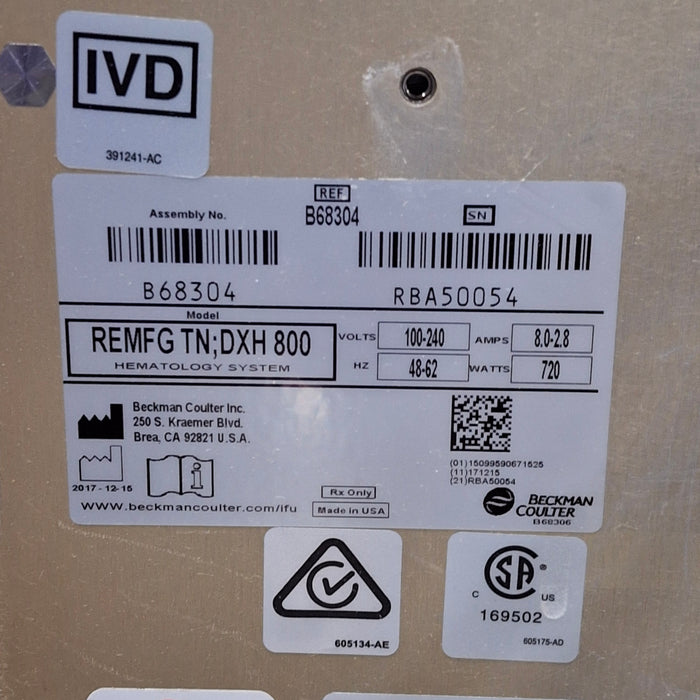 IVD
391241-AC
REF
Assembly No.
B68304
SN
B68304
RBA50054
Model
REMFG TN;DXH 800
HEMATOLOGY SYSTEM
VOLTS 100-240 AMPS 8.0-2.8
HZ 48-62 WATTS 720
Beckman Coulter Inc.
250 S. Kraemer Blvd.
Brea, CA 92821 U.S.A.
2017-12-15
i
www.beckmancoulter.com/ifu
Rx Only
Made in USA
(01)15099590671525
(11)171215
(21)RBA50054
BECKMAN
COULTER
B68306
605134-AE
SA ®
C US
169502
605175-AD